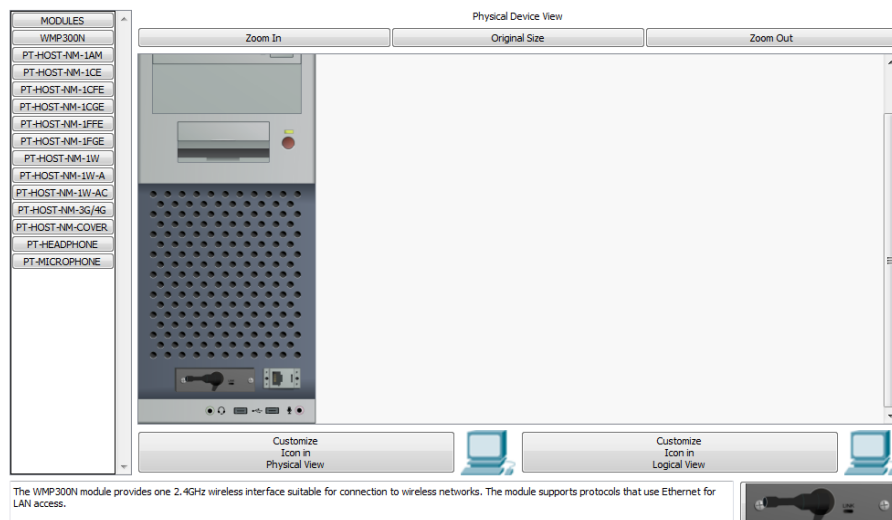 Physical Device View
MODULES
WMP300N
PT-HOST-NM-1AM
PT-HOST-NM-1CE
PT-HOST-NM-1CFE
PT-HOST-NM-1CGE
PT-HOST-NM-1FFE
PT-HOST-NM-1FGE
PT-HOST-NM-1W
PT-HOST-NM-1W-A
PT-HOST-NM-1W-AC
PT-HOST-NM-3G/4G
PT-HOST-NM-COVER
PT-HEADPHONE
PT-MICROPHONE
Zoom In
Original Size
Zoom Out
Customize
Icon in
Physical View
Customize
Icon in
Logical View
The WMP300N module provides one 2.4GHz wireless interface suitable for connection to wireless networks. The module supports protocols that use Ethernet for
LAN access.
LINK